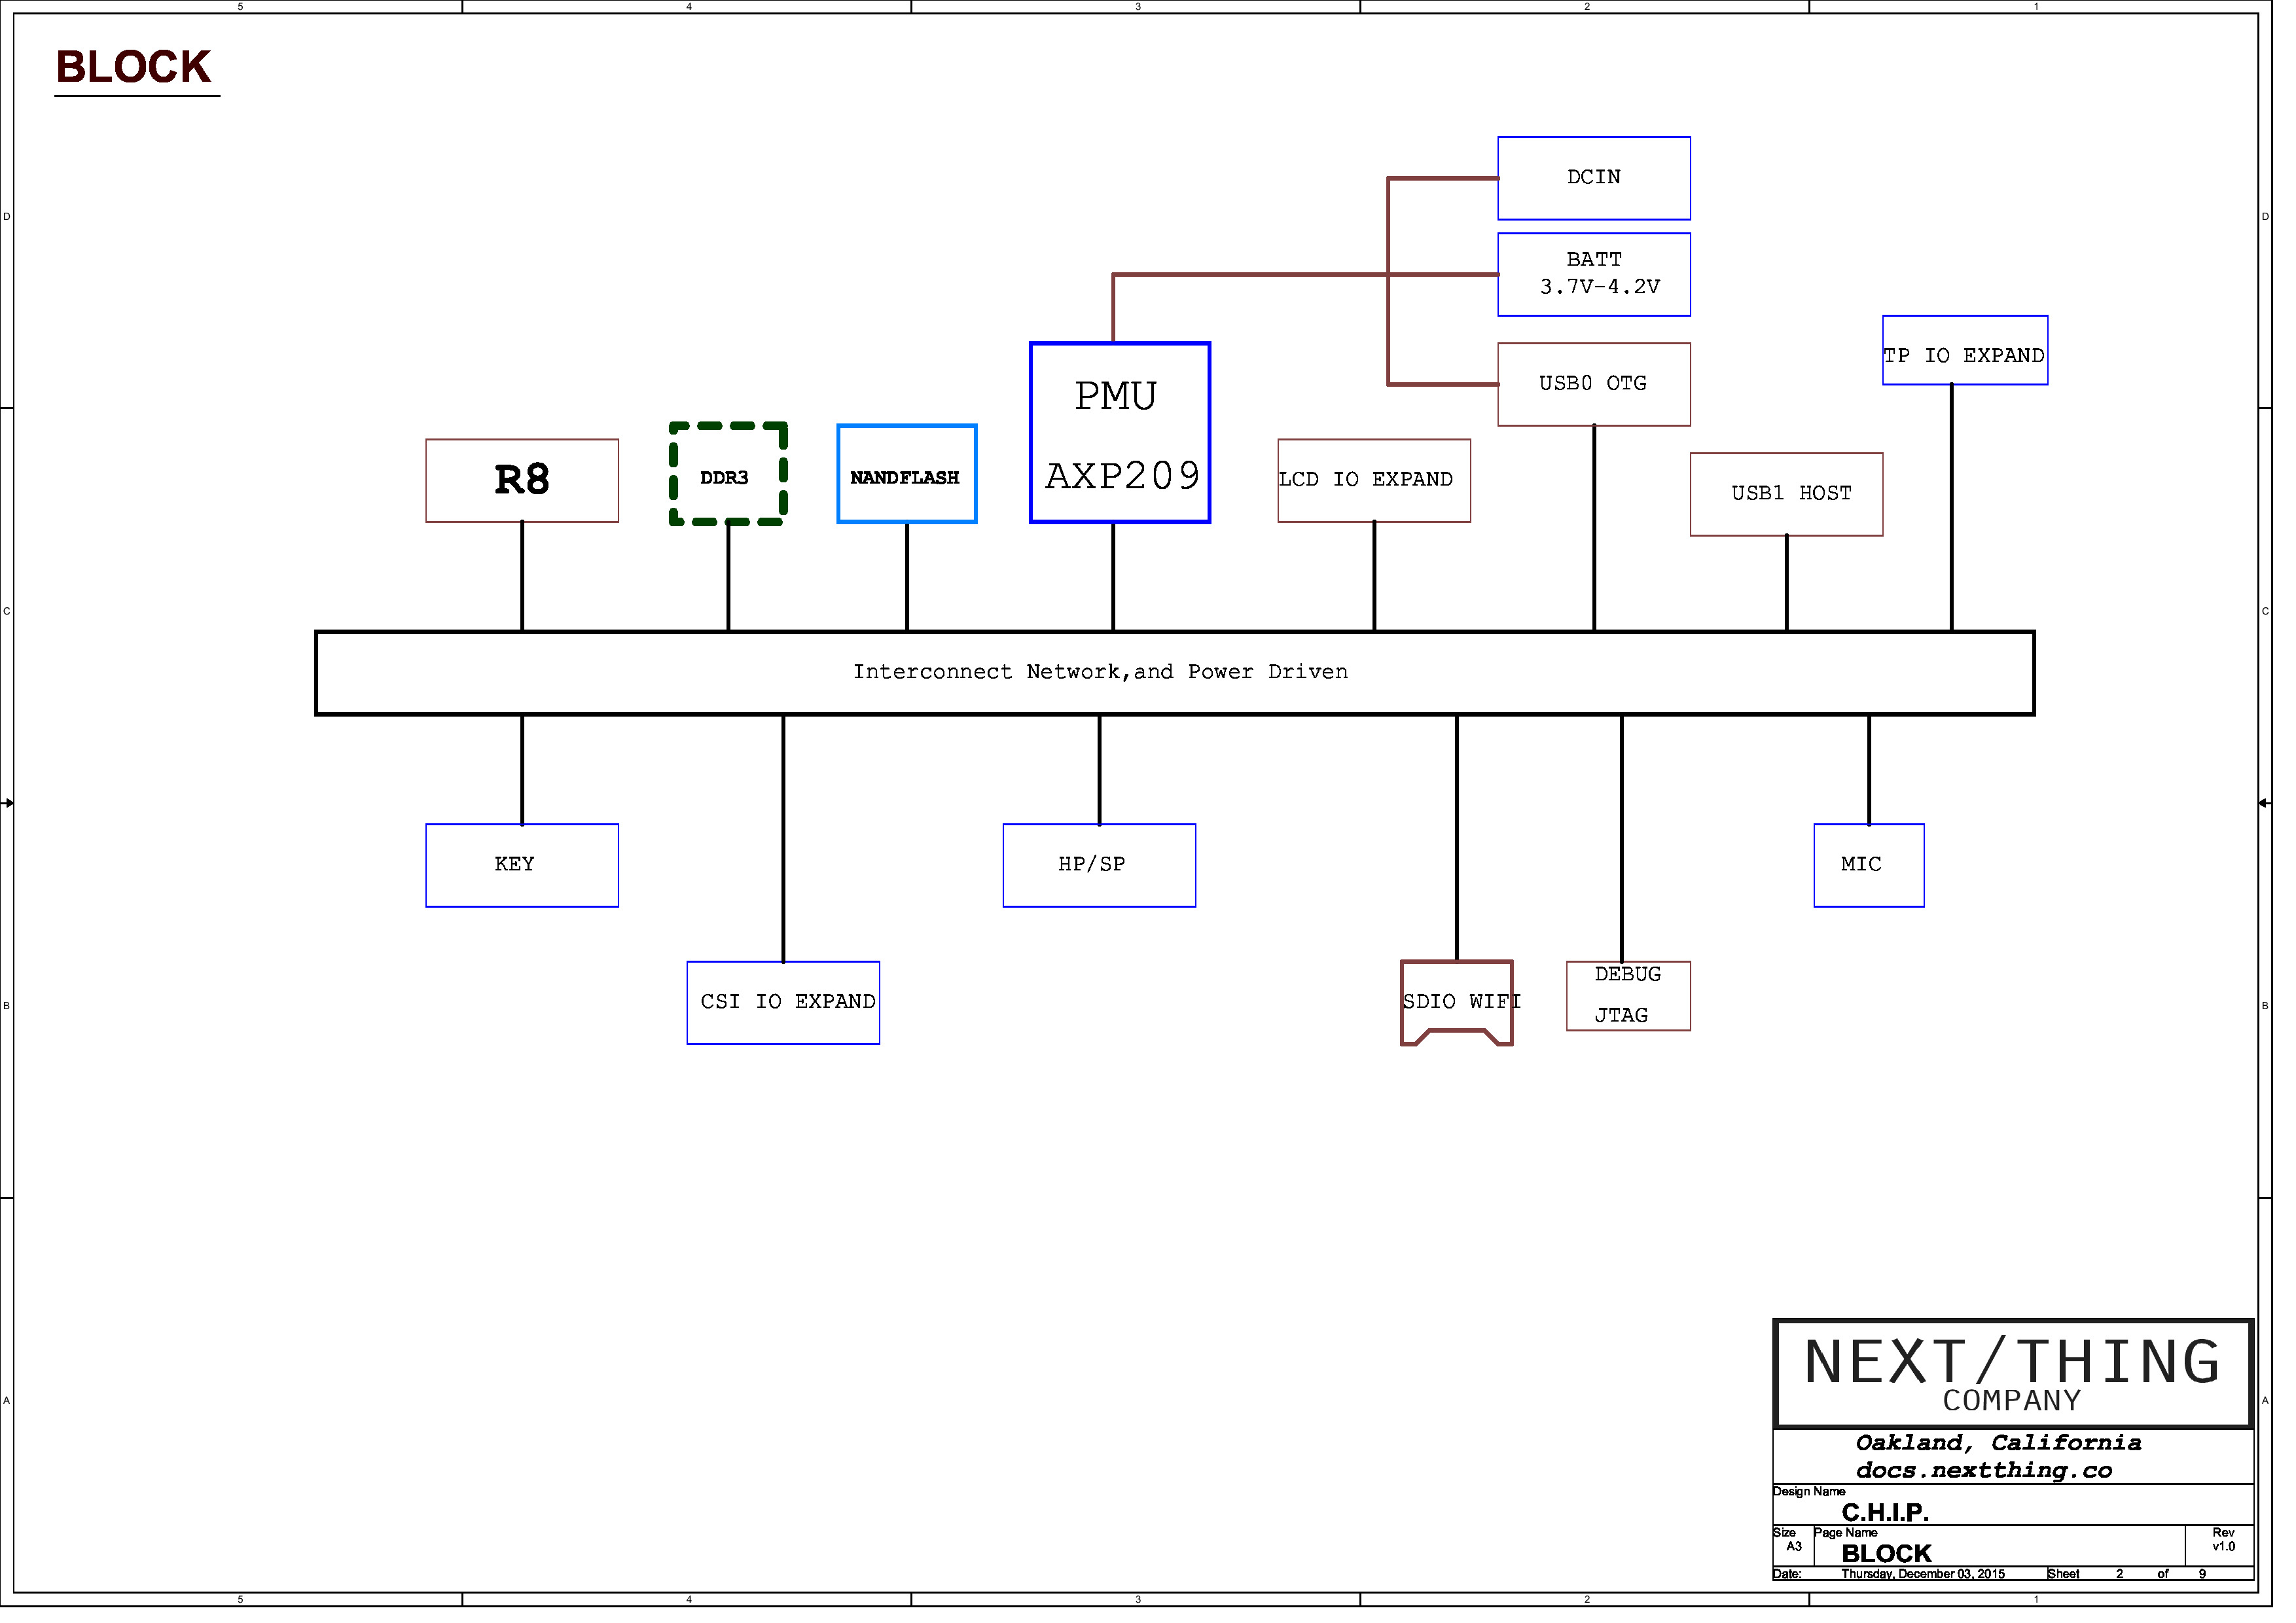 5 4 3 2 1
BLOCK
DCIN
D D
BATT
3.7V-4.2V
TP IO EXPAND
USB0 OTG
PMU
AXP209
R8
DDR3
NANDFLASH
LCD IO EXPAND
USB1 HOST
C C
Interconnect Network,and Power Driven
KEY
HP/SP
MIC
CSI IO EXPAND
SDIO WIFI
DEBUG
JTAG
B B
NEXT/THING
COMPANY
A A
Oakland, California
docs.nextthing.co
Design Name
C.H.I.P.
Size Page Name Rev
A3 BLOCK v1.0
Date: Thursday, December 03, 2015 Sheet 2 of 9
5 4 3 2 1